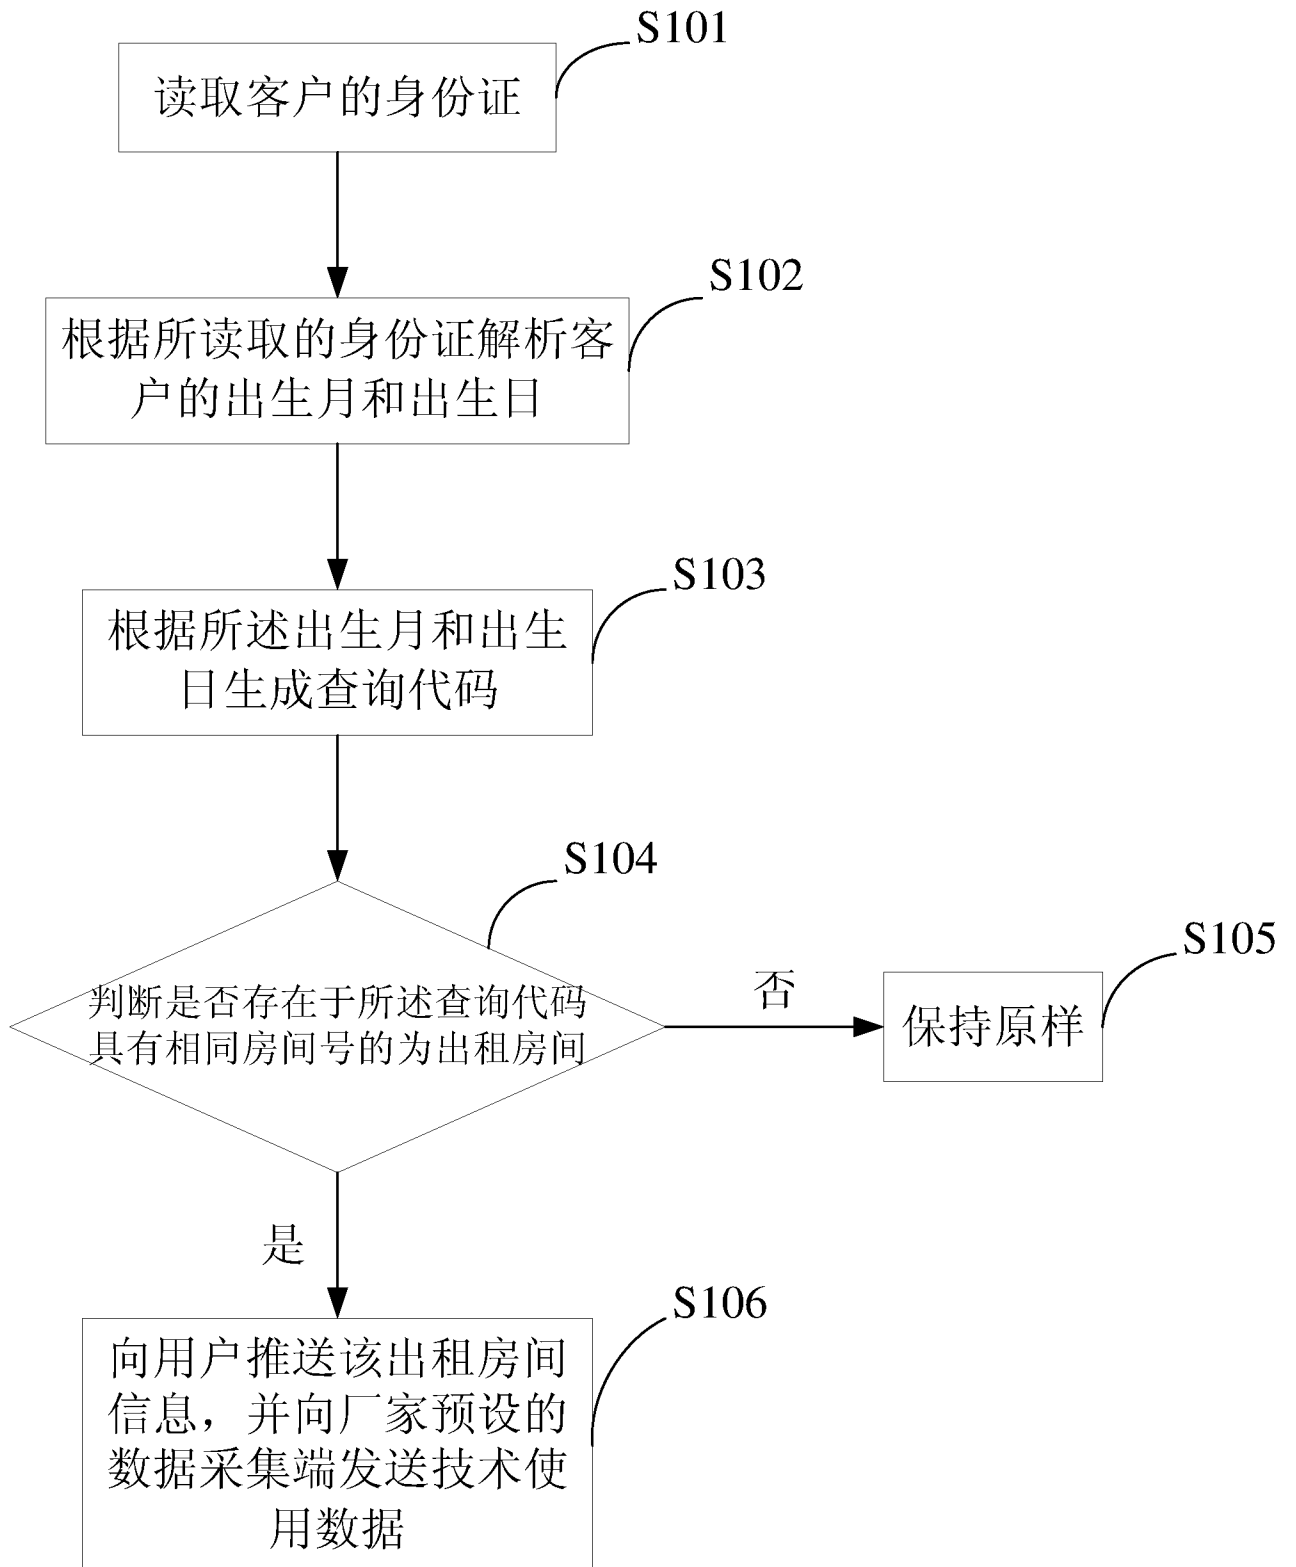 S101
读取客户的身份证
S102
根据所读取的身份证解析客
户的出生月和出生日
S103
根据所述出生月和出生
日生成查询代码
S104
判断是否存在于所述查询代码
具有相同房间号的为出租房间
否
S105
保持原样
是
S106
向用户推送该出租房间
信息，并向厂家预设的
数据采集端发送技术使
用数据